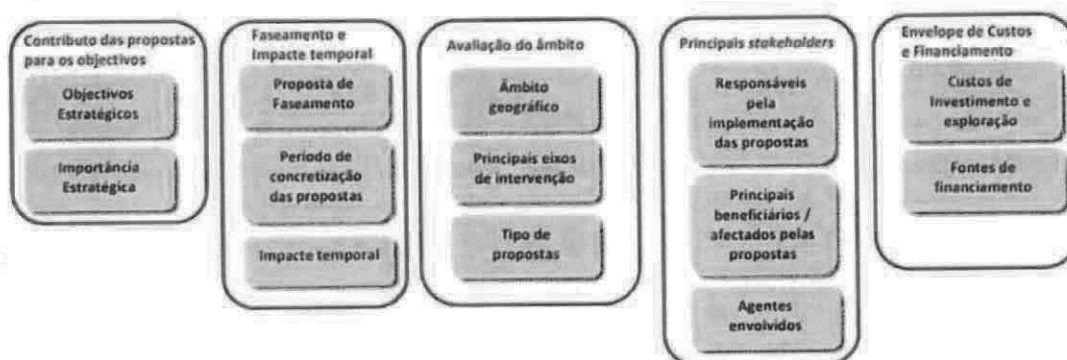 Contributo das propostas
para os objectivos
Objectivos
Estratégicos
Importância
Estratégica
Faseamento e
Impacte temporal
Proposta de
Faseamento
Período de
concretização
das propostas
Impacte temporal
Avaliação do âmbito
Âmbito
geográfico
Principais eixos
de intervenção
Tipo de
propostas
Principais stakeholders
Responsáveis
pela
implementação
das propostas
Principais
beneficiários /
afectados pelas
propostas
Agentes
envolvidos
Envelope de Custos
e Financiamento
Custos de
Investimento e
exploração
Fontes de
financiamento